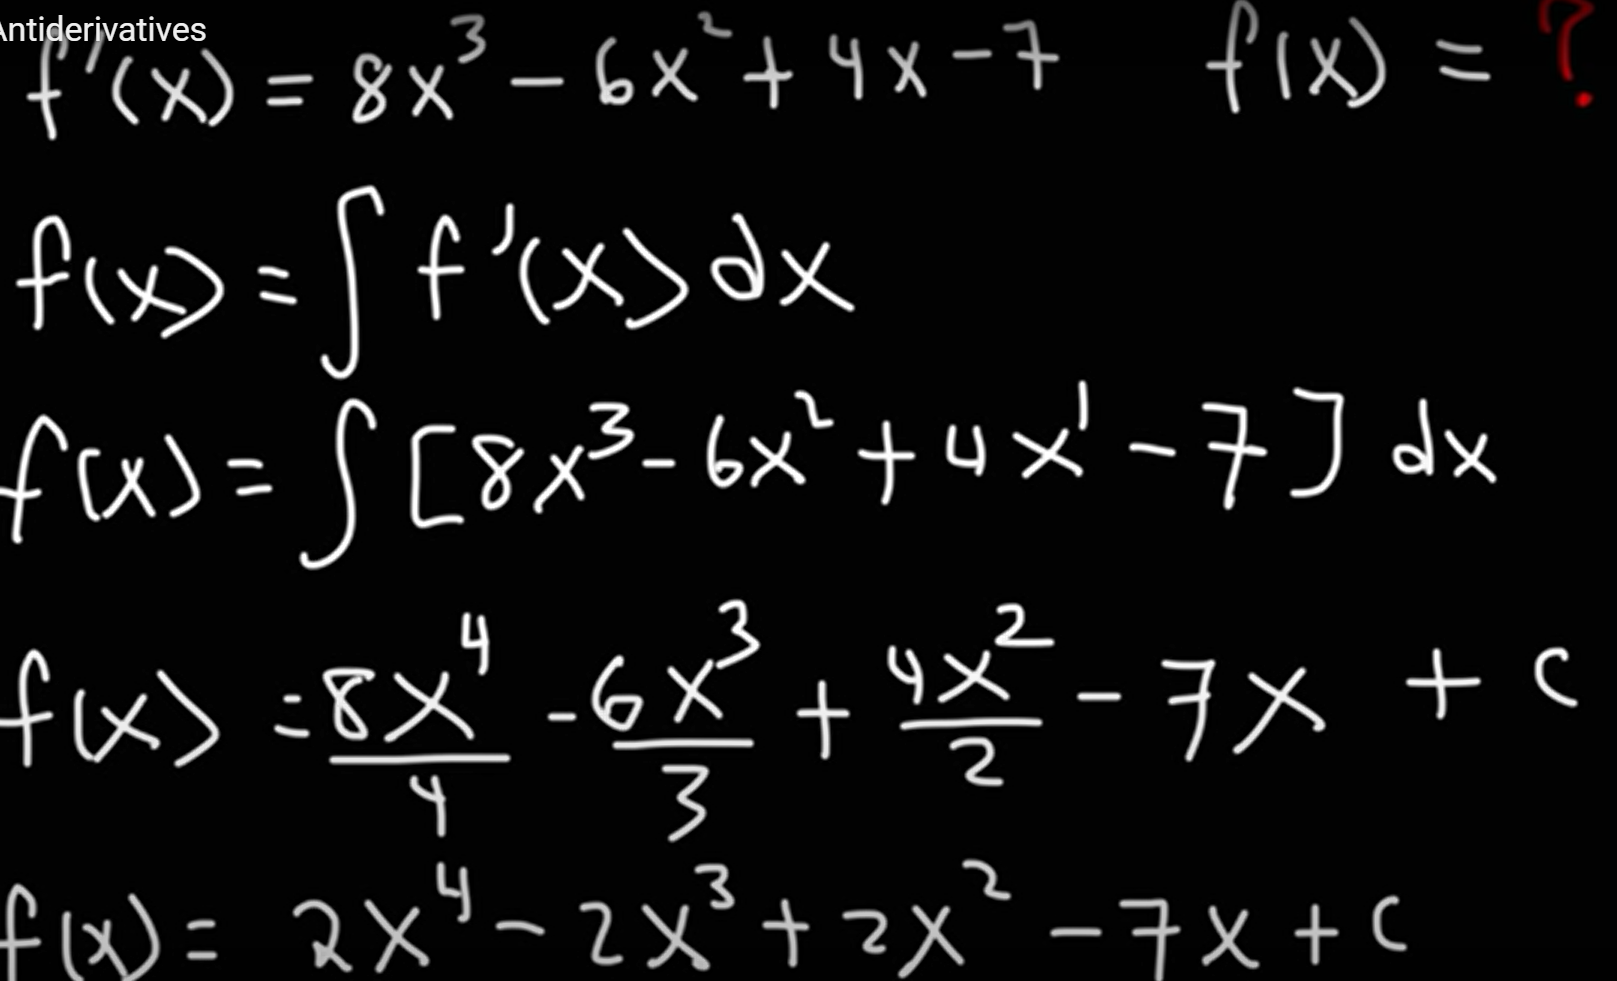 Antiderivatives
f'(x) = 8x³ - 6x² + 4x - 7 f(x) = ?
f(x) = ∫ f'(x) dx
f(x) = ∫ [8x³ - 6x² + 4x¹ - 7] dx
f(x) = 8x⁴/4 - 6x³/3 + 4x²/2 - 7x + c
f(x) = 2x⁴ - 2x³ + 2x² - 7x + c